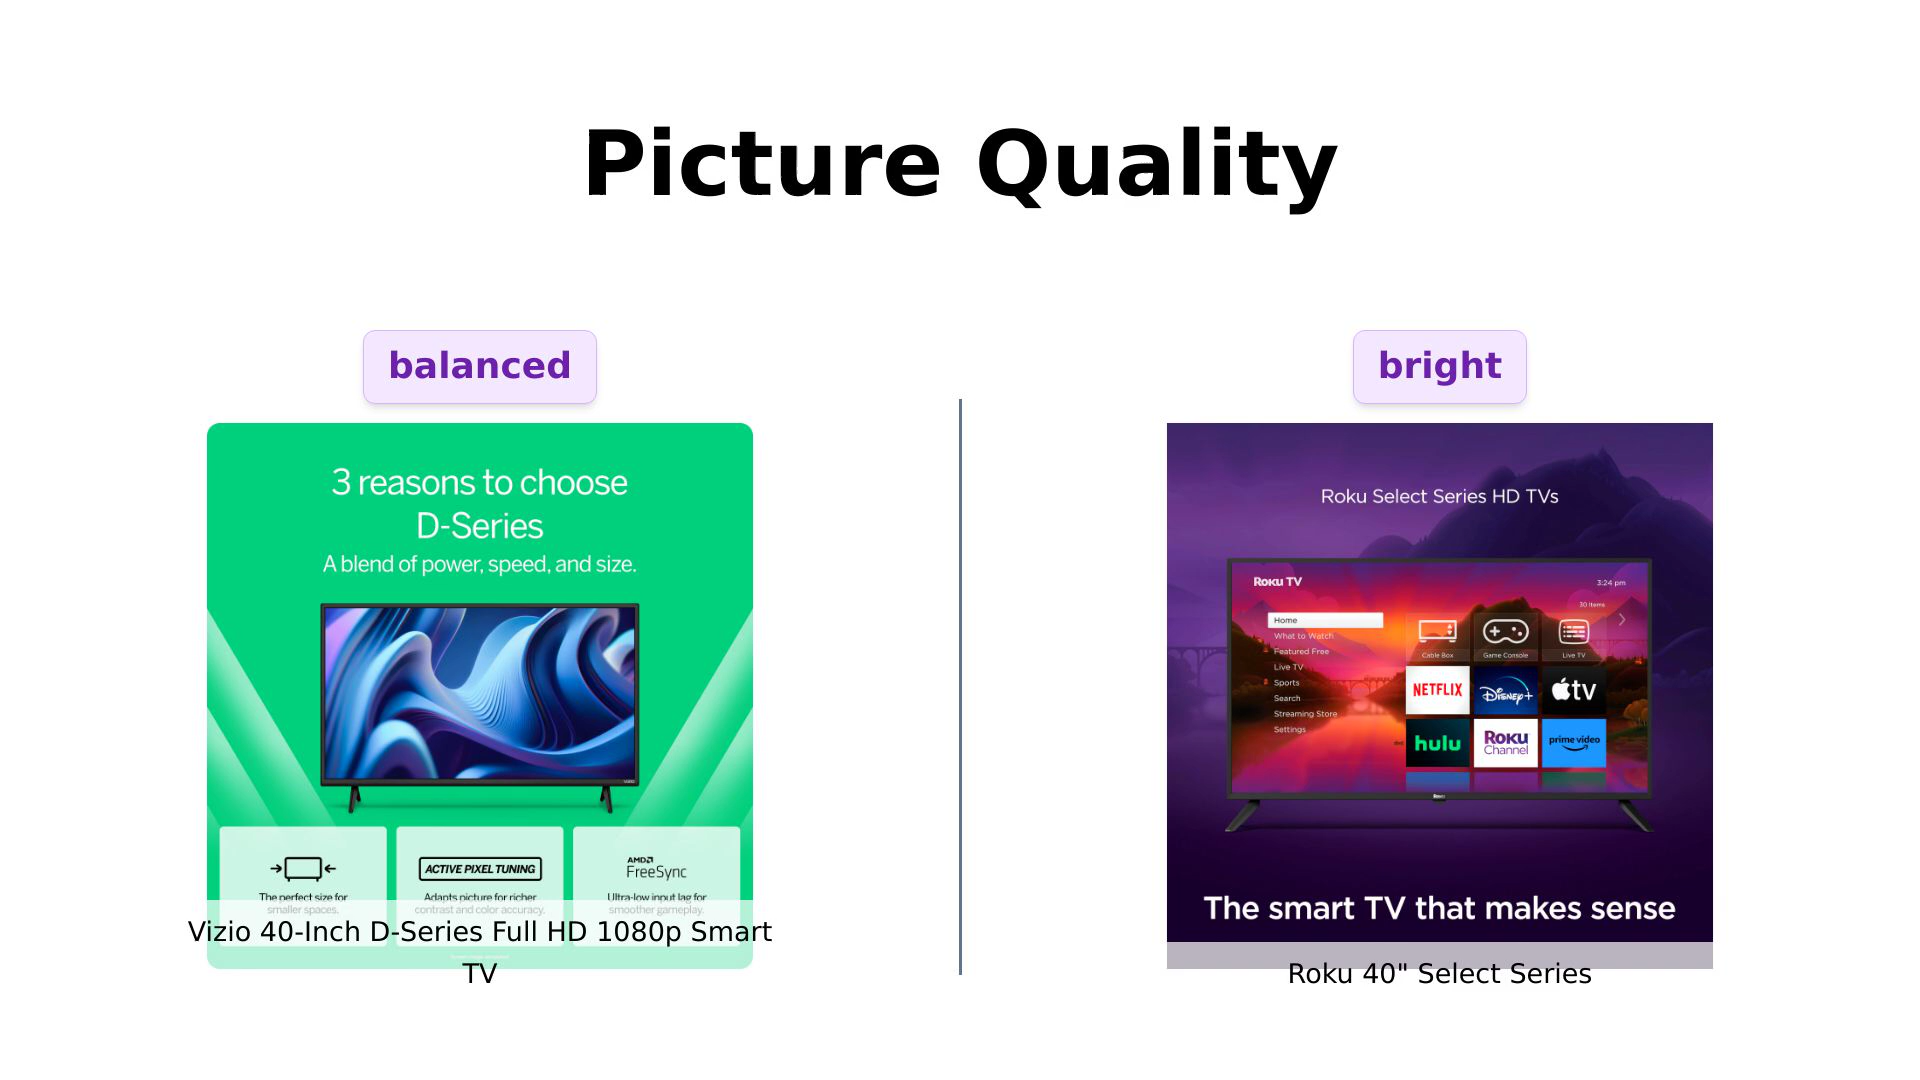 Picture Quality
balanced
3 reasons to choose
D-Series
A blend of power, speed, and size.
VIZIO
The perfect size for
smaller spaces.
ACTIVE PIXEL TUNING
Adapts picture for richer
contrast and color accuracy.
AMD
FreeSync
Ultra-low input lag for
smoother gameplay.
Vizio 40-Inch D-Series Full HD 1080p Smart
TV
bright
Roku Select Series HD TVs
Roku TV
3:24 pm
30 items
Home
What to Watch
Featured Free
Live TV
Sports
Search
Streaming Store
Settings
Cable Box
Game Console
Live TV
NETFLIX
Disney+
tv
hulu
Roku
Channel
prime video
Roku
The smart TV that makes sense
Roku 40" Select Series